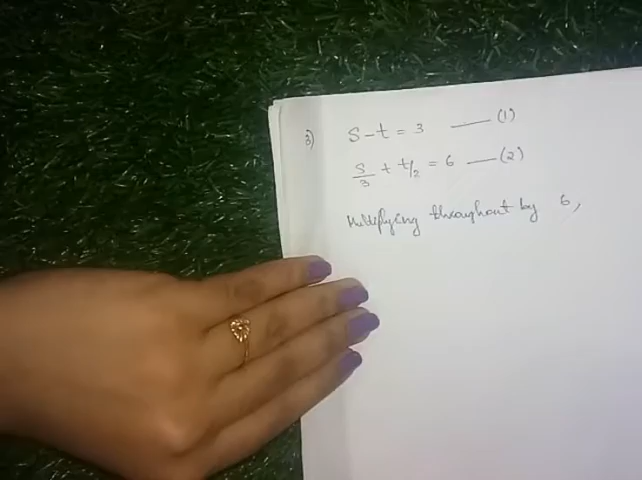 3) S - t = 3 —— (1)
S/3 + t/2 = 6 —— (2)
Multiplying throughout by 6,